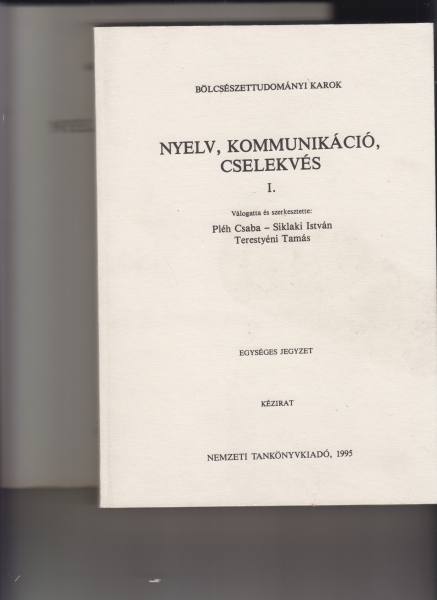 BÖLCSÉSZETTUDOMÁNYI KAROK
NYELV, KOMMUNIKÁCIÓ,
CSELEKVÉS
I.
Válogatta és szerkesztette:
Pléh Csaba – Siklaki István
Terestyéni Tamás
EGYSÉGES JEGYZET
KÉZIRAT
NEMZETI TANKÖNYVKIADÓ, 1995